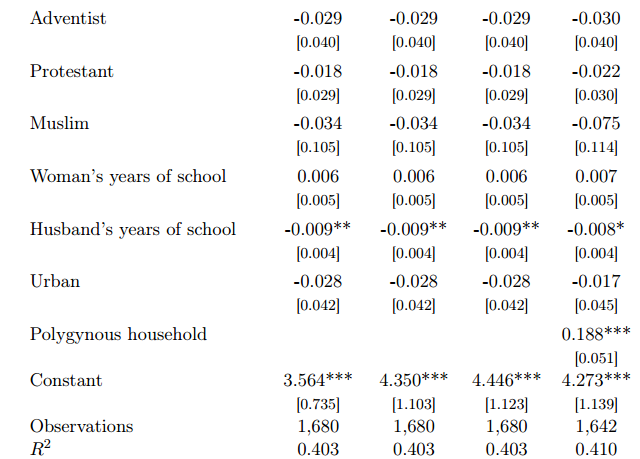 Adventist -0.029 -0.029 -0.029 -0.030
[0.040] [0.040] [0.040] [0.040]
Protestant -0.018 -0.018 -0.018 -0.022
[0.029] [0.029] [0.029] [0.030]
Muslim -0.034 -0.034 -0.034 -0.075
[0.105] [0.105] [0.105] [0.114]
Woman's years of school 0.006 0.006 0.006 0.007
[0.005] [0.005] [0.005] [0.005]
Husband's years of school -0.009** -0.009** -0.009** -0.008*
[0.004] [0.004] [0.004] [0.004]
Urban -0.028 -0.028 -0.028 -0.017
[0.042] [0.042] [0.042] [0.045]
Polygynous household 0.188***
[0.051]
Constant 3.564*** 4.350*** 4.446*** 4.273***
[0.735] [1.103] [1.123] [1.139]
Observations 1,680 1,680 1,680 1,642
R² 0.403 0.403 0.403 0.410